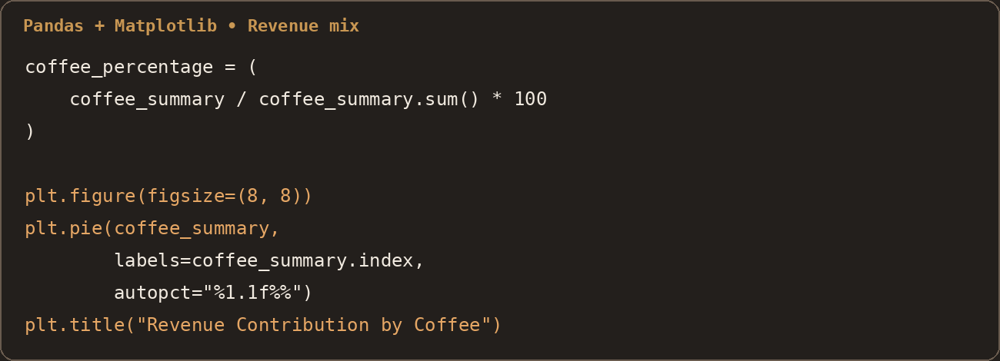 Pandas + Matplotlib • Revenue mix
coffee_percentage = (
    coffee_summary / coffee_summary.sum() * 100
)
plt.figure(figsize=(8, 8))
plt.pie(coffee_summary,
        labels=coffee_summary.index,
        autopct="%1.1f%%")
plt.title("Revenue Contribution by Coffee")